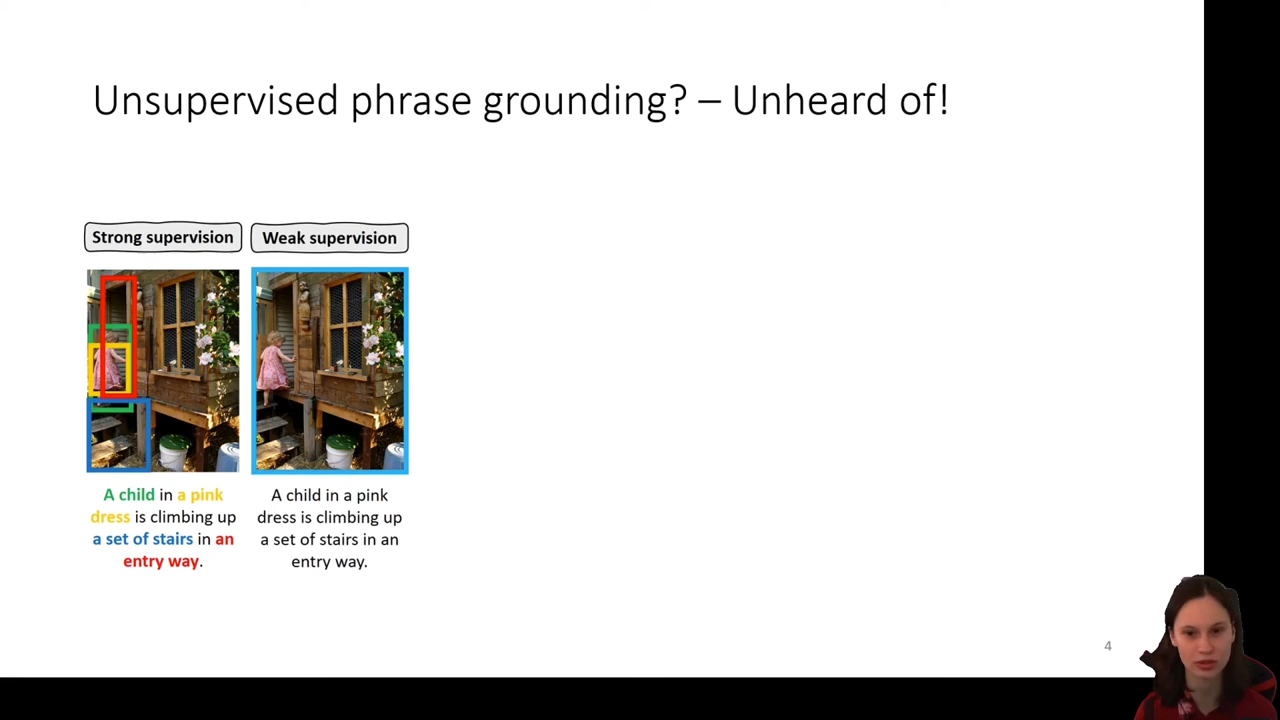 Unsupervised phrase grounding? – Unheard of!
Strong supervision
Weak supervision
A child in a pink
dress is climbing up
a set of stairs in an
entry way.
A child in a pink
dress is climbing up
a set of stairs in an
entry way.
4